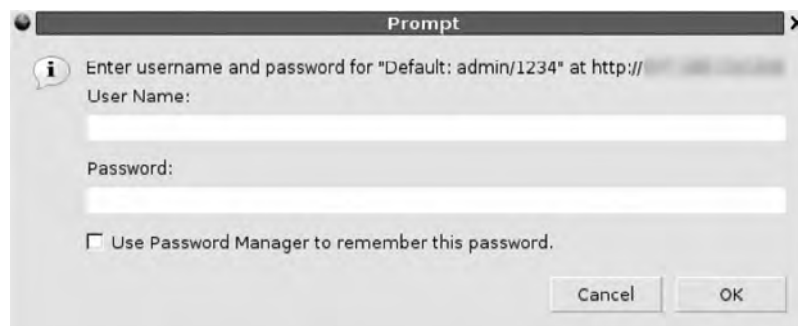 Prompt
Enter username and password for "Default: admin/1234" at http://
User Name:
Password:
Use Password Manager to remember this password.
Cancel
OK